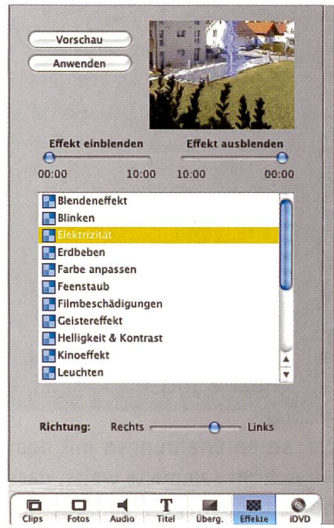 Vorschau
Anwenden
Effekt einblenden Effekt ausblenden
00:00 10:00 10:00 00:00
Blendeneffekt
Blinken
Elektrizität
Erdbeben
Farbe anpassen
Feenstaub
Filmbeschädigungen
Geistereffekt
Helligkeit & Kontrast
Kinoeffekt
Leuchten
Richtung: Rechts Links
Clips Fotos Audio Titel Überg. Effekte iDVD